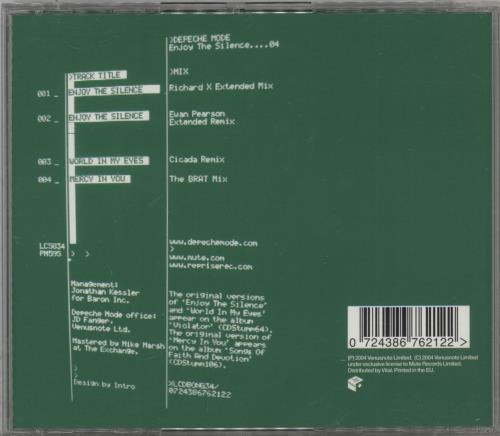 >DEPECHE MODE
Enjoy The Silence....04
>TRACK TITLE
>MIX
001 _ ENJOY THE SILENCE
Richard X Extended Mix
002 _ ENJOY THE SILENCE
Ewan Pearson
Extended Remix
003 _ WORLD IN MY EYES
Cicada Remix
004 _ MERCY IN YOU
The BRAT Mix
LC5834
PM595 > >
www.depechemode.com
>
www.mute.com
www.repriserec.com
Management:
Jonathan Kessler
for Baron Inc.
Depeche Mode office:
JD Fanger.
Venusnote Ltd.
Mastered by Mike Marsh
at The Exchange.
>
>
Design by Intro
The original versions
of 'Enjoy The Silence'
and 'World In My Eyes'
appear on the album
'Violator' (CDStumm64).
The original version of
'Mercy In You' appears
on the album 'Songs Of
Faith And Devotion'
(CDStumm106).
>LCDBONG34/
0724386762122
0 724386 762122 >
(P) 2004 Venusnote Limited. (C) 2004 Venusnote Limited
under exclusive license to Mute Records Limited.
Distributed by Vital. Printed in the EU.